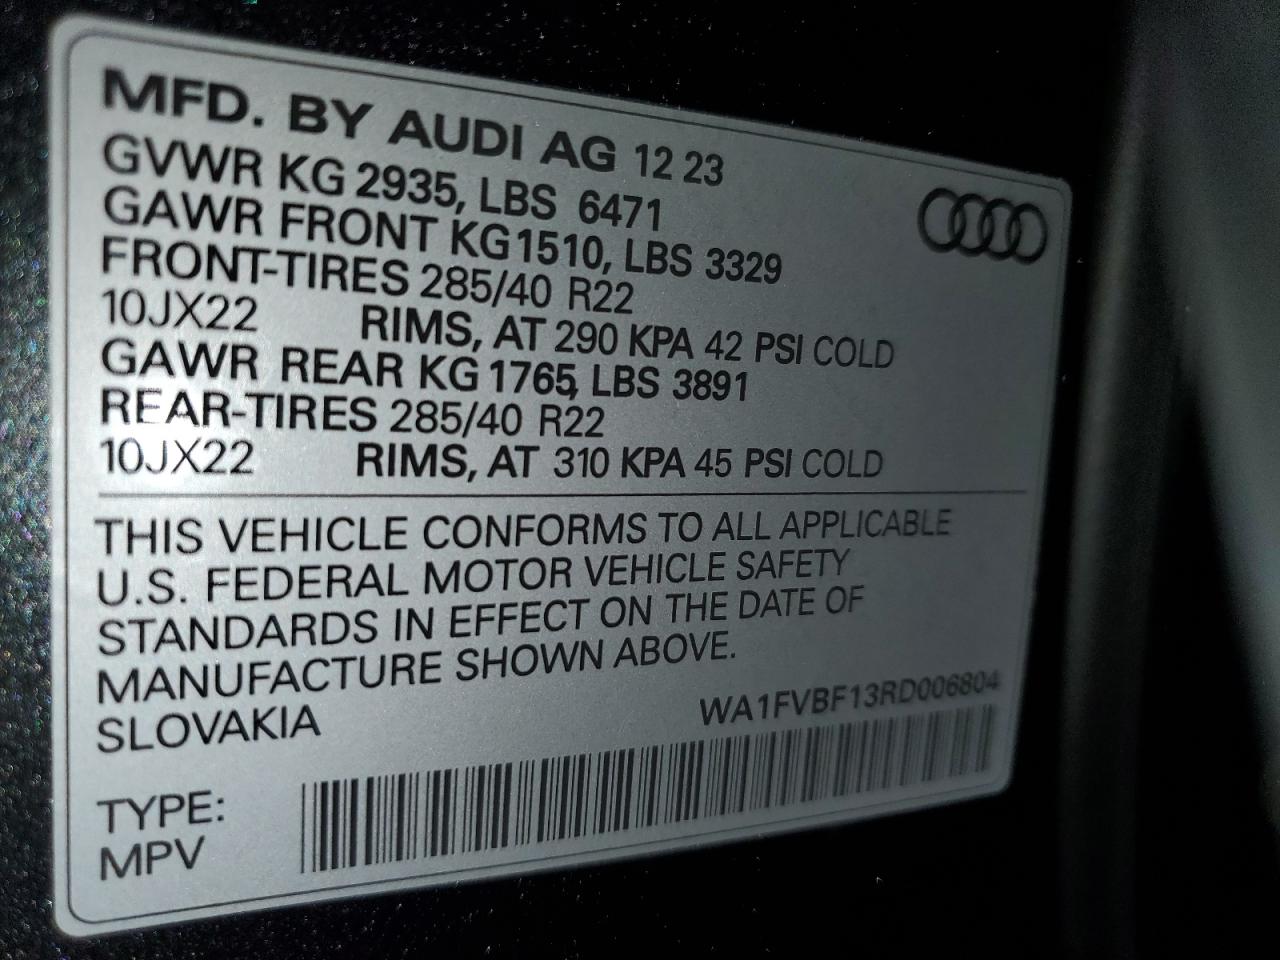 MFD. BY AUDI AG 12 23
GVWR KG 2935, LBS 6471
GAWR FRONT KG 1510, LBS 3329
FRONT-TIRES 285/40 R22
10JX22 RIMS, AT 290 KPA 42 PSI COLD
GAWR REAR KG 1765, LBS 3891
REAR-TIRES 285/40 R22
10JX22 RIMS, AT 310 KPA 45 PSI COLD
THIS VEHICLE CONFORMS TO ALL APPLICABLE
U.S. FEDERAL MOTOR VEHICLE SAFETY
STANDARDS IN EFFECT ON THE DATE OF
MANUFACTURE SHOWN ABOVE.
SLOVAKIA WA1FVBF13RD006804
TYPE:
MPV